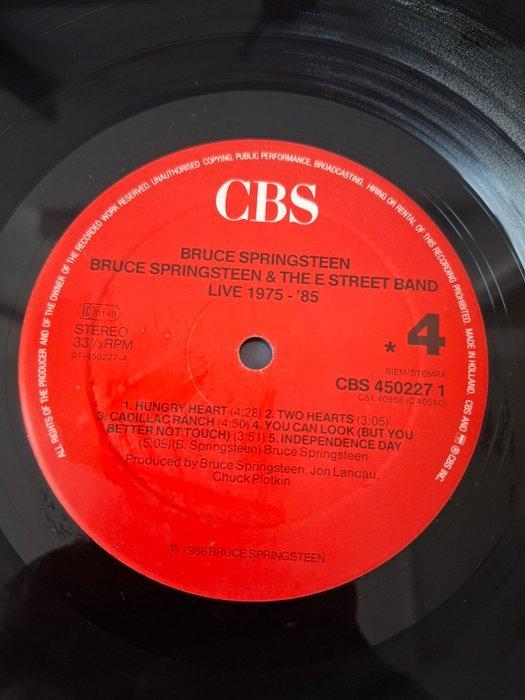 ALL RIGHTS OF THE PRODUCER AND OF THE OWNER OF THE RECORDED WORK RESERVED. UNAUTHORISED COPYING, PUBLIC PERFORMANCE, BROADCASTING, HIRING OR RENTAL OF THIS RECORDING PROHIBITED. MADE IN HOLLAND. CBS AND ℗ CBS INC.
CBS
BRUCE SPRINGSTEEN
BRUCE SPRINGSTEEN & THE E STREET BAND
LIVE 1975 - '85
0149
STEREO
33⅓ RPM
01-450227-4
* 4
BIEM/STEMRA
CBS 450227 1
C5X 40558 (C 40560)
1. HUNGRY HEART (4:28) 2. TWO HEARTS (3:05)
3. CADILLAC RANCH (4:50) 4. YOU CAN LOOK (BUT YOU
BETTER NOT TOUCH) (3:51) 5. INDEPENDENCE DAY
(5:09) (B. Springsteen) Bruce Springsteen
Produced by Bruce Springsteen, Jon Landau,
Chuck Plotkin
℗ 1986 BRUCE SPRINGSTEEN